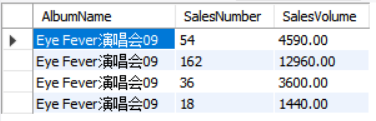 AlbumName SalesNumber SalesVolume
Eye Fever演唱会09 54 4590.00
Eye Fever演唱会09 162 12960.00
Eye Fever演唱会09 36 3600.00
Eye Fever演唱会09 18 1440.00